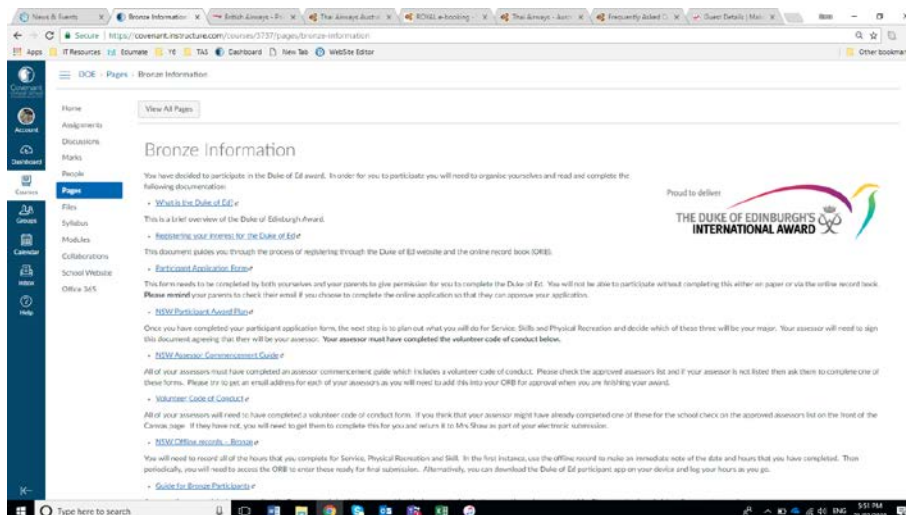 News & Events
Bronze Information
British Airways - Fl
Thai Airways Austral
ROYAL e-booking -
Thai Airways - Austr
Frequently Asked
Guest Details | Mali
Secure | https://covenant.instructure.com/courses/3737/pages/bronze-information
Apps IT Resources Edumate YE TAS Dashboard New Tab WebSite Editor Other bookmar
DOE Pages Bronze Information
Covenant
Account
Dashboard
Courses
Groups
Calendar
Inbox
Help
Home
Assignments
Discussions
Marks
People
Pages
Files
Syllabus
Modules
Collaborations
School Website
Office 365
View All Pages
Bronze Information
You have decided to participate in the Duke of Ed award. In order for you to participate you will need to organise yourselves and read and complete the
following documentation:
What is the Duke of Ed?
This is a brief overview of the Duke of Edinburgh Award.
Registering your interest for the Duke of Ed
This document guides you through the process of registering through the Duke of Ed website and the online record book (ORB).
Participant Application Form
This form needs to be completed by both yourselves and your parents to give permission for you to complete the Duke of Ed. You will not be able to participate without completing this either on paper or via the online record book.
Please remind your parents to check their email if you choose to complete the online application so that they can approve your application.
NSW Participant Award Plan
Once you have completed your participant application form, the next step is to plan out what you will do for Service, Skills and Physical Recreation and decide which of these three will be your major. Your assessor will need to sign
this document agreeing that they will be your assessor. Your assessor must have completed the volunteer code of conduct below.
NSW Assessor Commencement Guide
All of your assessors must have completed an assessor commencement guide which includes a volunteer code of conduct. Please check the approved assessors list and if your assessor is not listed then ask them to complete one of
these forms. Please try to get an email address for each of your assessors as you will need to add this into your ORB for approval when you are finishing your award.
Volunteer Code of Conduct
All of your assessors will need to have completed a volunteer code of conduct form. If you think that your assessor might have already completed one of these for the school check on the approved assessors list on the front of the
Canvas page. If they have not, you will need to get them to complete this for you and return it to Mrs Shaw as part of your electronic submission.
NSW Offline records – Bronze
You will need to record all of the hours that you complete for Service, Physical Recreation and Skill. In the first instance, use the offline record to make an immediate note of the date and hours that you have completed. Then
periodically, you will need to access the ORB to enter these ready for final submission. Alternatively, you can download the Duke of Ed participant app on your device and log your hours as you go.
Guide for Bronze Participants
Proud to deliver
THE DUKE OF EDINBURGH'S
INTERNATIONAL AWARD
Type here to search
ENG
5:51 PM